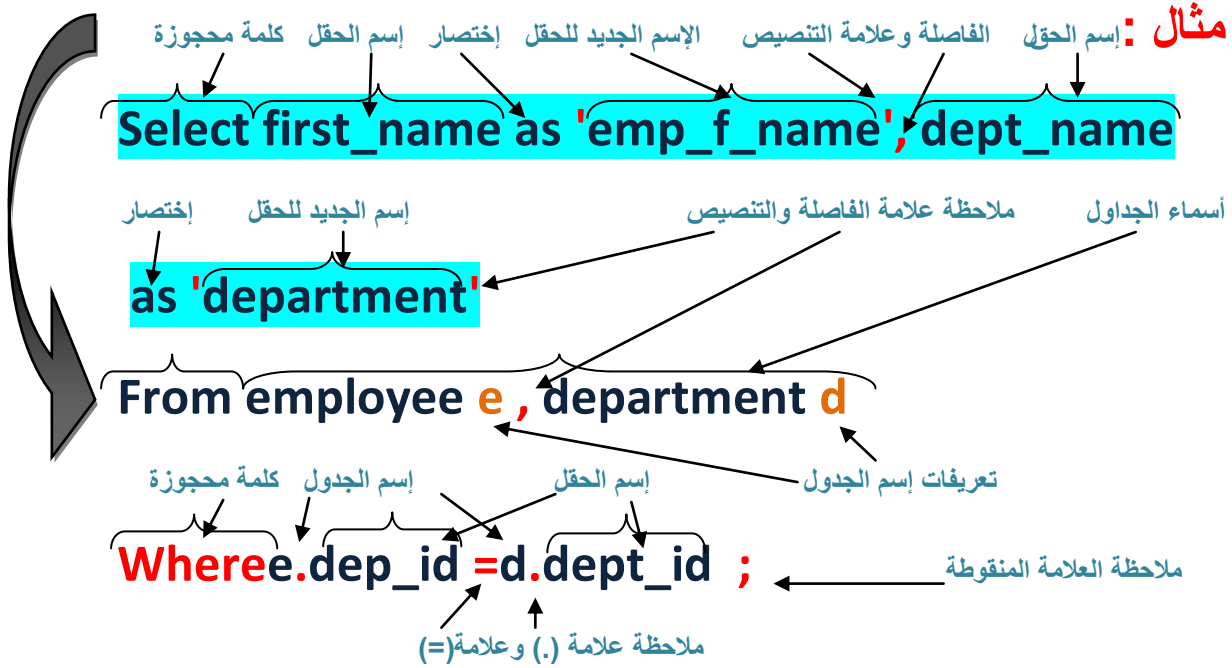 مثال :
إسم الحقل الفاصلة وعلامة التنصيص الإسم الجديد للحقل إختصار إسم الحقل كلمة محجوزة
Select first_name as 'emp_f_name', dept_name
أسماء الجداول ملاحظة علامة الفاصلة والتنصيص إسم الجديد للحقل إختصار
as 'department'
From employee e , department d
تعريفات إسم الجدول إسم الحقل إسم الجدول كلمة محجوزة
Wheree.dep_id =d.dept_id ;
ملاحظة العلامة المنقوطة
ملاحظة علامة (.) وعلامة(=)